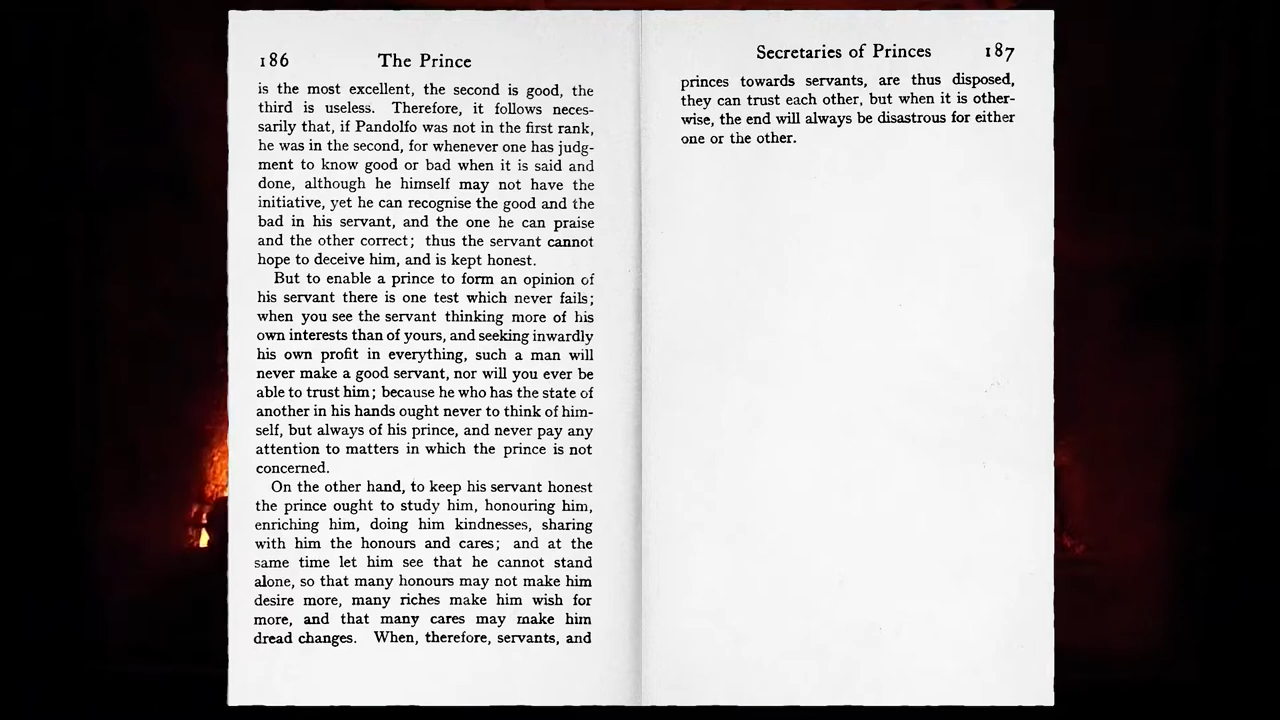 186 The Prince
is the most excellent, the second is good, the
third is useless. Therefore, it follows neces-
sarily that, if Pandolfo was not in the first rank,
he was in the second, for whenever one has judg-
ment to know good or bad when it is said and
done, although he himself may not have the
initiative, yet he can recognise the good and the
bad in his servant, and the one he can praise
and the other correct; thus the servant cannot
hope to deceive him, and is kept honest.
But to enable a prince to form an opinion of
his servant there is one test which never fails;
when you see the servant thinking more of his
own interests than of yours, and seeking inwardly
his own profit in everything, such a man will
never make a good servant, nor will you ever be
able to trust him; because he who has the state of
another in his hands ought never to think of him-
self, but always of his prince, and never pay any
attention to matters in which the prince is not
concerned.
On the other hand, to keep his servant honest
the prince ought to study him, honouring him,
enriching him, doing him kindnesses, sharing
with him the honours and cares; and at the
same time let him see that he cannot stand
alone, so that many honours may not make him
desire more, many riches make him wish for
more, and that many cares may make him
dread changes. When, therefore, servants, and
Secretaries of Princes 187
princes towards servants, are thus disposed,
they can trust each other, but when it is other-
wise, the end will always be disastrous for either
one or the other.